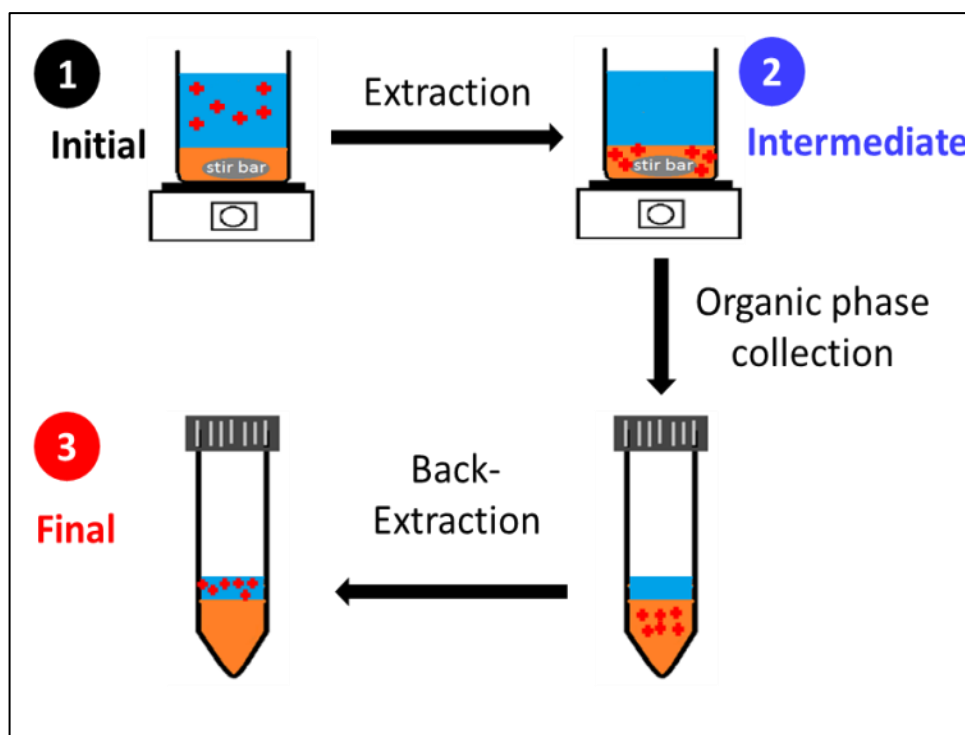 1
Initial
stir bar
Extraction
2
Intermediate
stir bar
Organic phase
collection
3
Final
Back-
Extraction